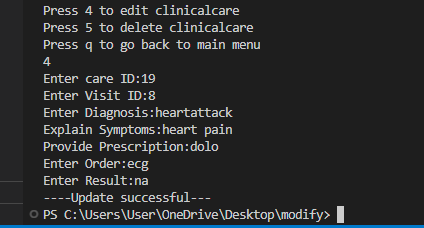 Press 4 to edit clinicalcare
Press 5 to delete clinicalcare
Press q to go back to main menu
4
Enter care ID:19
Enter Visit ID:8
Enter Diagnosis:heartattack
Explain Symptoms:heart pain
Provide Prescription:dolo
Enter Order:ecg
Enter Result:na
----Update successful---
PS C:\Users\User\OneDrive\Desktop\modify>